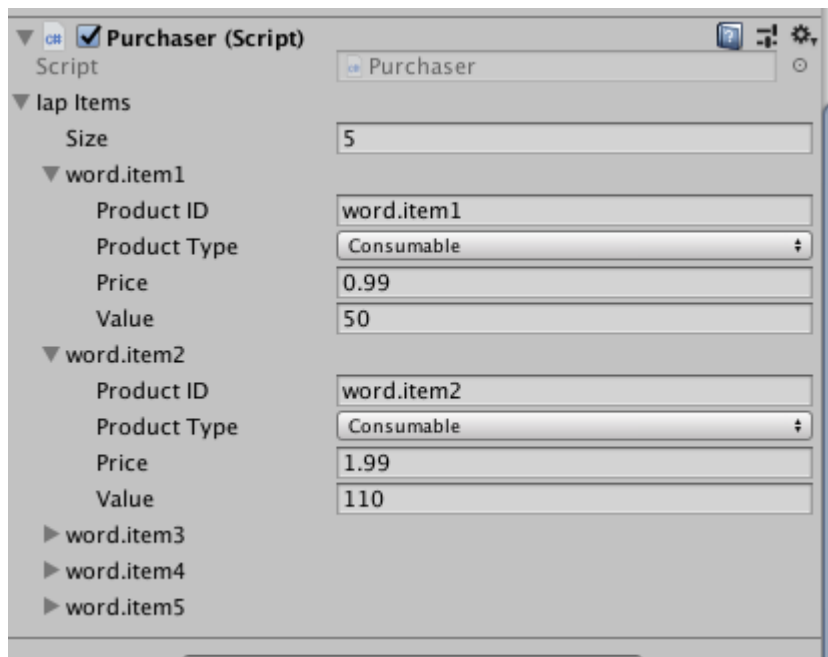 Purchaser (Script)
Script Purchaser
Iap Items
Size 5
word.item1
Product ID word.item1
Product Type Consumable
Price 0.99
Value 50
word.item2
Product ID word.item2
Product Type Consumable
Price 1.99
Value 110
word.item3
word.item4
word.item5